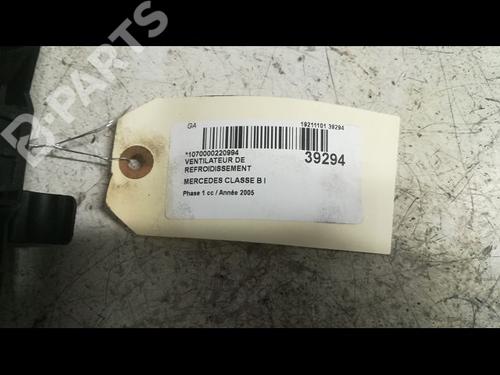 B-PARTS
GA 19211101 39294
*1070000220994
39294
VENTILATEUR DE
REFROIDISSEMENT
MERCEDES CLASSE B I
Phase 1 cc / Année 2005